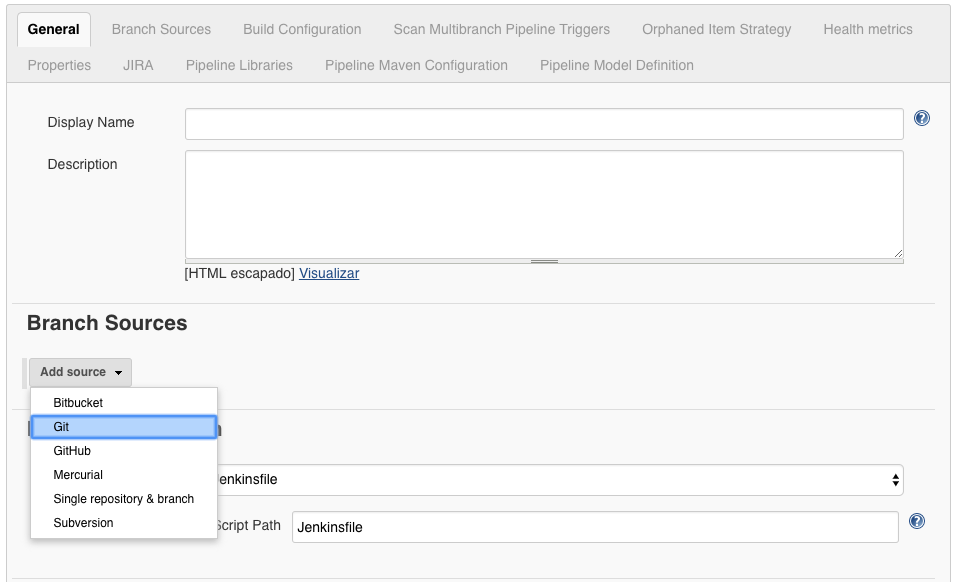 General Branch Sources Build Configuration Scan Multibranch Pipeline Triggers Orphaned Item Strategy Health metrics
Properties JIRA Pipeline Libraries Pipeline Maven Configuration Pipeline Model Definition
Display Name
?
Description
[HTML escapado] Visualizar
Branch Sources
Add source
Bitbucket
Git
GitHub
Mercurial
Single repository & branch
Subversion
Jenkinsfile
Script Path Jenkinsfile
?